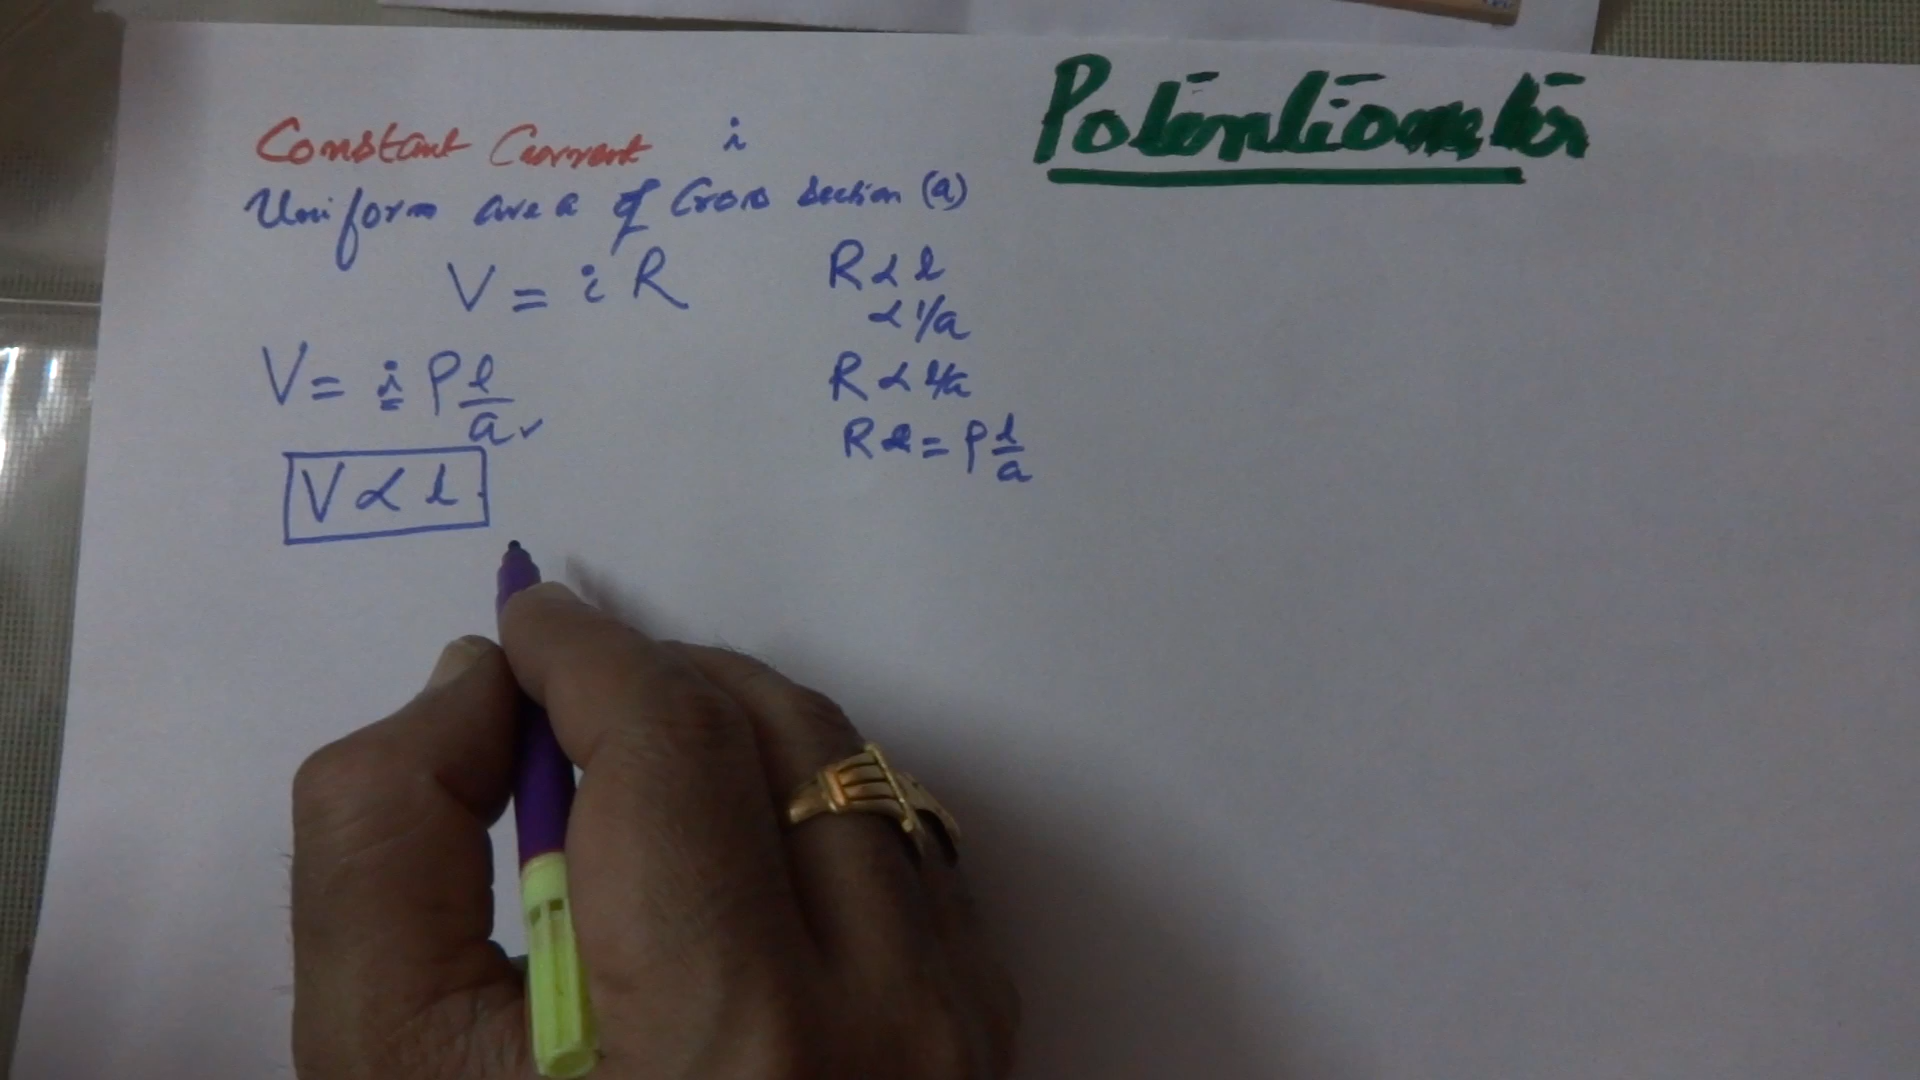 Potentiometer
Constant Current i
Uniform area of Cross Section (a)
V = i R
R ∝ l
∝ 1/a
V = i ρ l/a ✓
R ∝ l/a
R = ρ l/a
V ∝ l